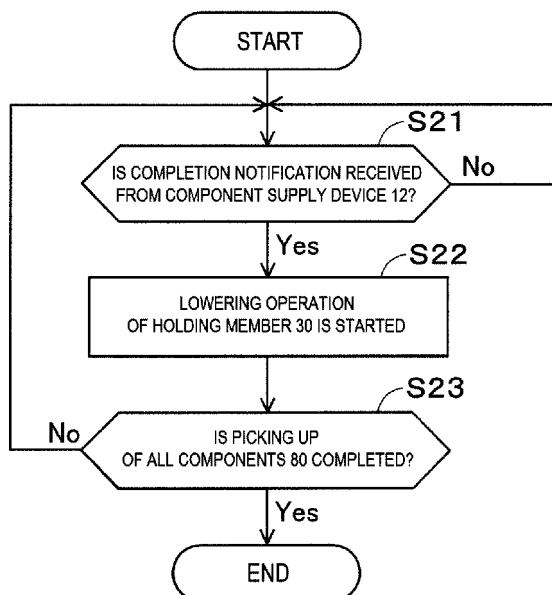 START
S21
IS COMPLETION NOTIFICATION RECEIVED
FROM COMPONENT SUPPLY DEVICE 12?
No
Yes
S22
LOWERING OPERATION
OF HOLDING MEMBER 30 IS STARTED
S23
No
IS PICKING UP
OF ALL COMPONENTS 80 COMPLETED?
Yes
END